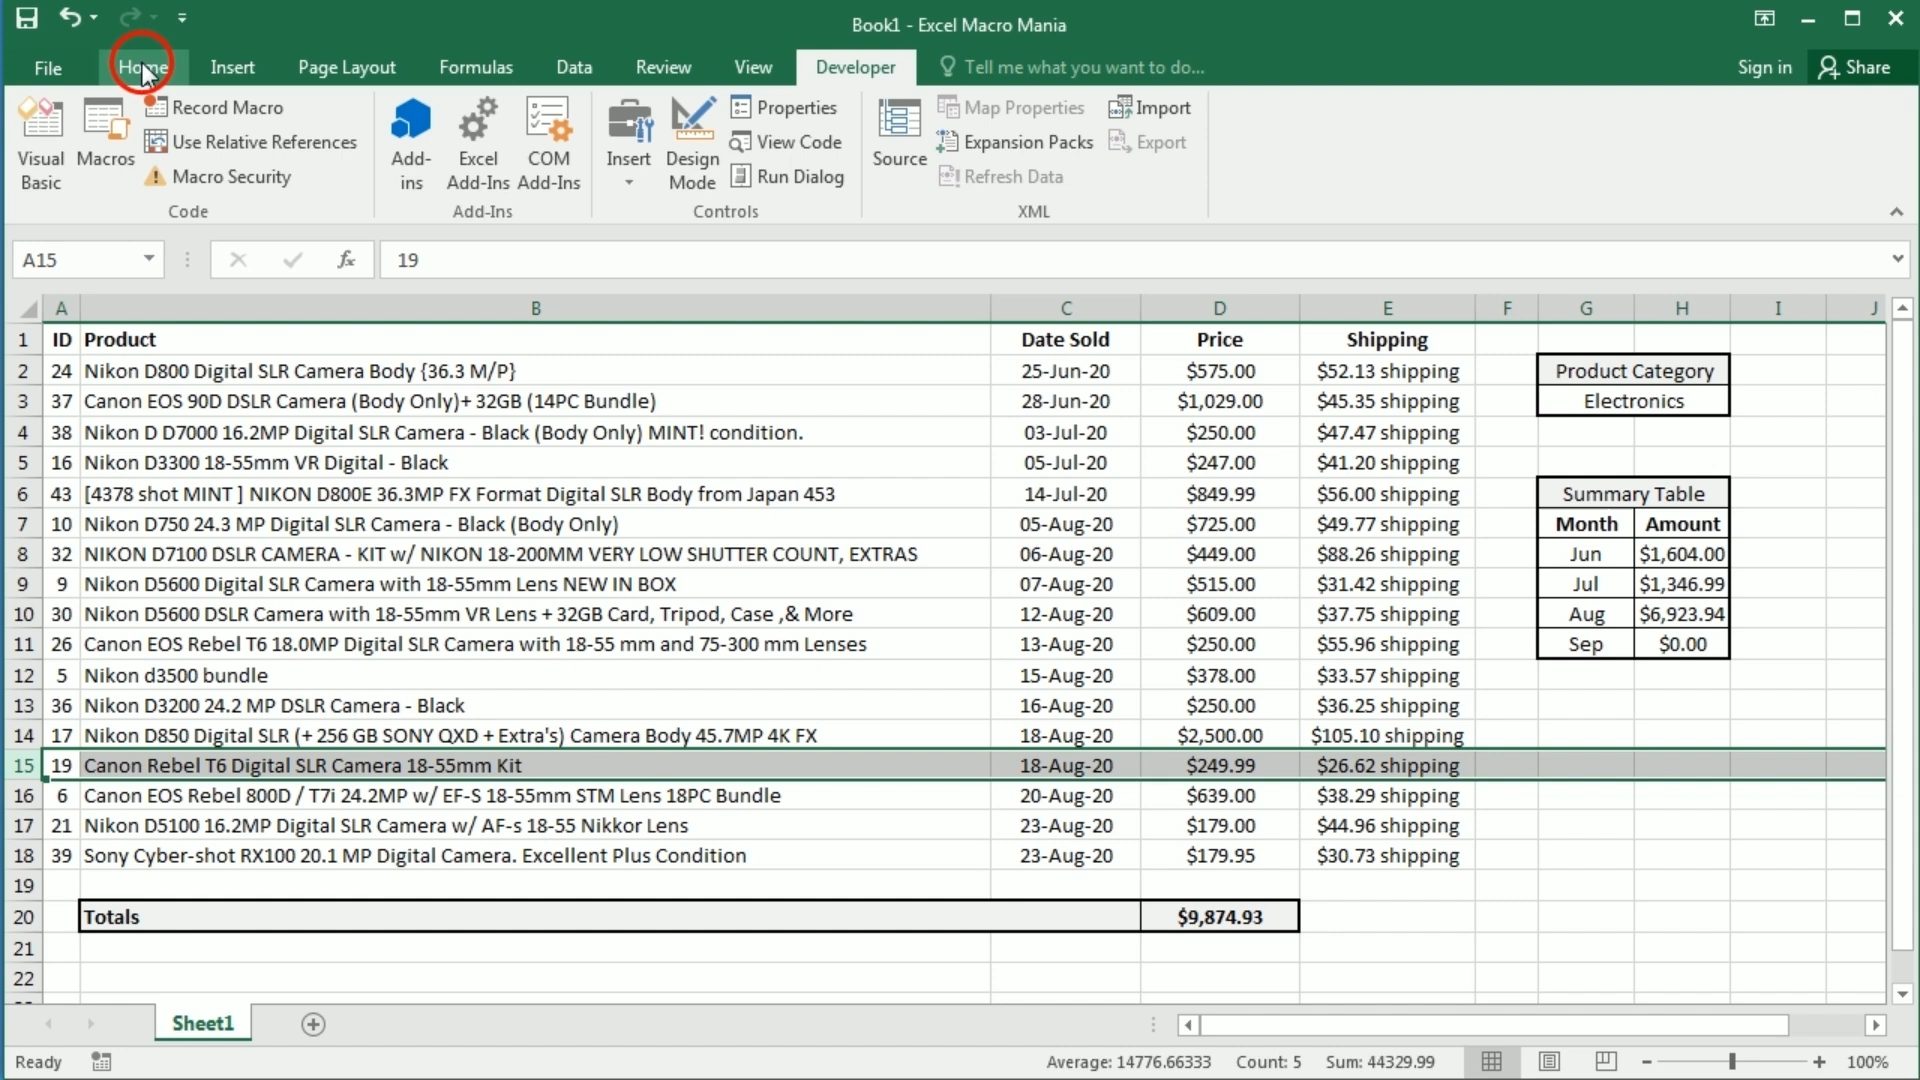 Book1 - Excel Macro Mania
File Home Insert Page Layout Formulas Data Review View Developer Tell me what you want to do... Sign in Share
Visual Basic
Macros
Record Macro
Use Relative References
Macro Security
Code
Add-ins
Excel Add-Ins
COM Add-Ins
Add-Ins
Insert
Design Mode
Properties
View Code
Run Dialog
Controls
Source
Map Properties
Expansion Packs
Refresh Data
Import
Export
XML
A15 fx 19
A B C D E F G H I J
1 ID Product Date Sold Price Shipping
2 24 Nikon D800 Digital SLR Camera Body {36.3 M/P} 25-Jun-20 $575.00 $52.13 shipping Product Category
3 37 Canon EOS 90D DSLR Camera (Body Only)+ 32GB (14PC Bundle) 28-Jun-20 $1,029.00 $45.35 shipping Electronics
4 38 Nikon D D7000 16.2MP Digital SLR Camera - Black (Body Only) MINT! condition. 03-Jul-20 $250.00 $47.47 shipping
5 16 Nikon D3300 18-55mm VR Digital - Black 05-Jul-20 $247.00 $41.20 shipping
6 43 [4378 shot MINT ] NIKON D800E 36.3MP FX Format Digital SLR Body from Japan 453 14-Jul-20 $849.99 $56.00 shipping Summary Table
7 10 Nikon D750 24.3 MP Digital SLR Camera - Black (Body Only) 05-Aug-20 $725.00 $49.77 shipping Month Amount
8 32 NIKON D7100 DSLR CAMERA - KIT w/ NIKON 18-200MM VERY LOW SHUTTER COUNT, EXTRAS 06-Aug-20 $449.00 $88.26 shipping Jun $1,604.00
9 9 Nikon D5600 Digital SLR Camera with 18-55mm Lens NEW IN BOX 07-Aug-20 $515.00 $31.42 shipping Jul $1,346.99
10 30 Nikon D5600 DSLR Camera with 18-55mm VR Lens + 32GB Card, Tripod, Case ,& More 12-Aug-20 $609.00 $37.75 shipping Aug $6,923.94
11 26 Canon EOS Rebel T6 18.0MP Digital SLR Camera with 18-55 mm and 75-300 mm Lenses 13-Aug-20 $250.00 $55.96 shipping Sep $0.00
12 5 Nikon d3500 bundle 15-Aug-20 $378.00 $33.57 shipping
13 36 Nikon D3200 24.2 MP DSLR Camera - Black 16-Aug-20 $250.00 $36.25 shipping
14 17 Nikon D850 Digital SLR (+ 256 GB SONY QXD + Extra's) Camera Body 45.7MP 4K FX 18-Aug-20 $2,500.00 $105.10 shipping
15 19 Canon Rebel T6 Digital SLR Camera 18-55mm Kit 18-Aug-20 $249.99 $26.62 shipping
16 6 Canon EOS Rebel 800D / T7i 24.2MP w/ EF-S 18-55mm STM Lens 18PC Bundle 20-Aug-20 $639.00 $38.29 shipping
17 21 Nikon D5100 16.2MP Digital SLR Camera w/ AF-s 18-55 Nikkor Lens 23-Aug-20 $179.00 $44.96 shipping
18 39 Sony Cyber-shot RX100 20.1 MP Digital Camera. Excellent Plus Condition 23-Aug-20 $179.95 $30.73 shipping
19
20 Totals $9,874.93
21
22
Sheet1
Ready Average: 14776.66333 Count: 5 Sum: 44329.99 100%